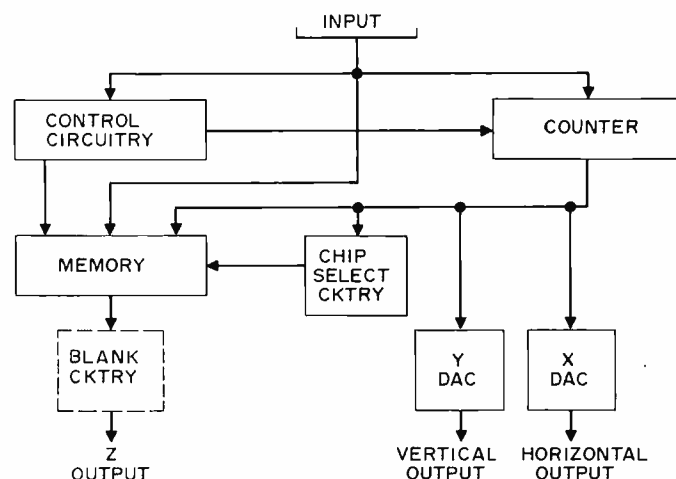 INPUT
CONTROL
CIRCUITRY
COUNTER
MEMORY
CHIP
SELECT
CKTRY
BLANK
CKTRY
Y
DAC
X
DAC
Z
OUTPUT
VERTICAL
OUTPUT
HORIZONTAL
OUTPUT